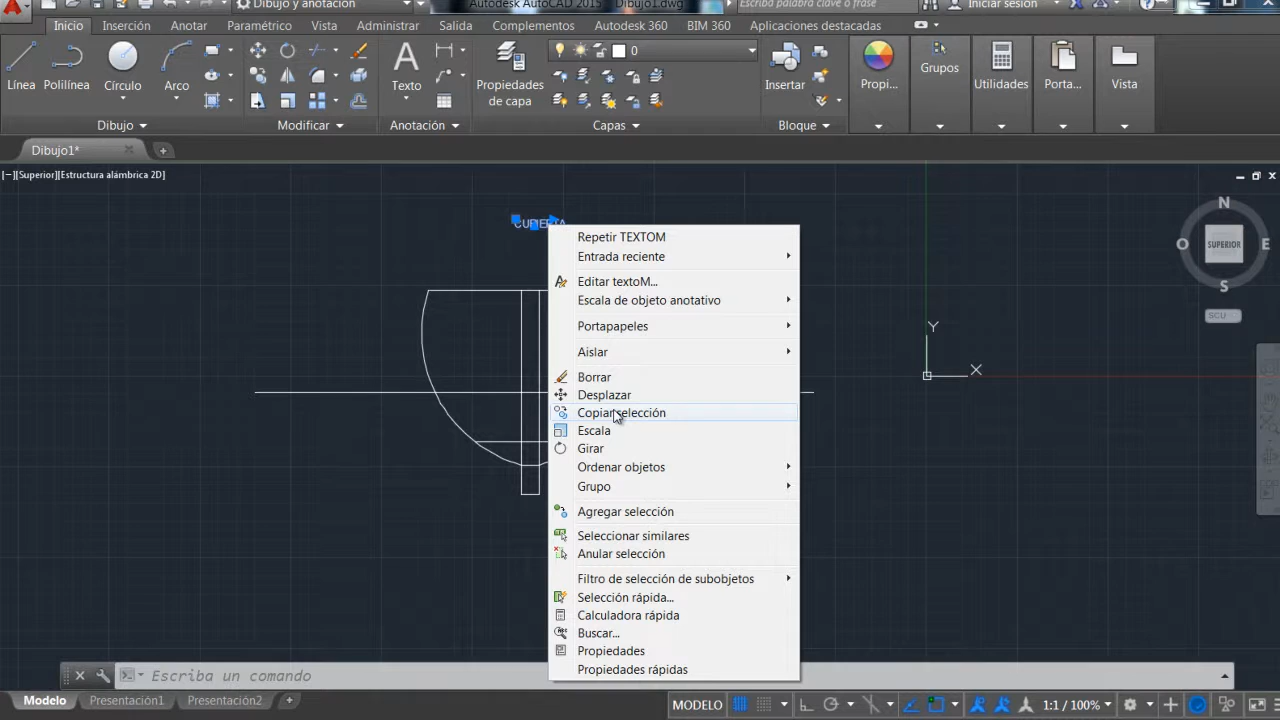 Dibujo y anotación
Autodesk AutoCAD 2015 Dibujo1.dwg
Escriba palabra clave o frase
Iniciar sesión
Inicio Inserción Anotar Paramétrico Vista Administrar Salida Complementos Autodesk 360 BIM 360 Aplicaciones destacadas
Línea Polilínea Círculo Arco
Texto
Propiedades de capa
0
Insertar
Propi... Grupos Utilidades Porta... Vista
Dibujo Modificar Anotación Capas Bloque
Dibujo1*
[−][Superior][Estructura alámbrica 2D]
N
O SUPERIOR E
S
SCU
Y
X
Repetir TEXTOM
Entrada reciente
Editar textoM...
Escala de objeto anotativo
Portapapeles
Aislar
Borrar
Desplazar
Copiar selección
Escala
Girar
Ordenar objetos
Grupo
Agregar selección
Seleccionar similares
Anular selección
Filtro de selección de subobjetos
Selección rápida...
Calculadora rápida
Buscar...
Propiedades
Propiedades rápidas
Escriba un comando
Modelo Presentación1 Presentación2 +
MODELO
1:1 / 100%